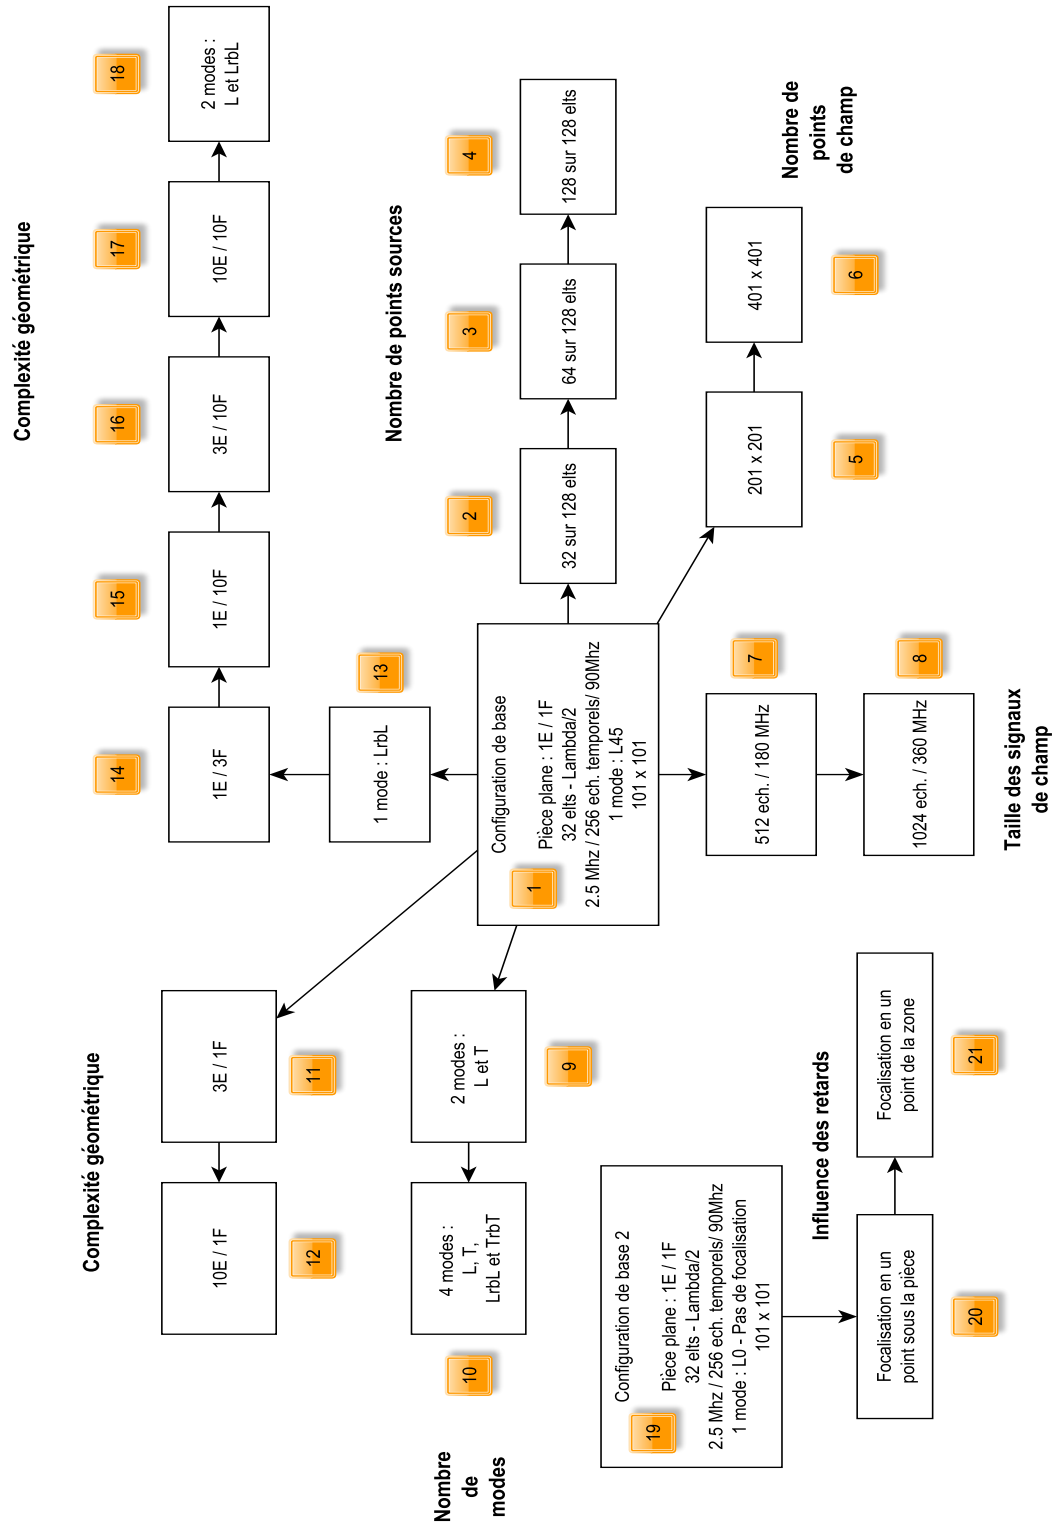 Complexité géométrique
12
10E / 1F
11
3E / 1F
Complexité géométrique
14
1E / 3F
15
1E / 10F
16
3E / 10F
17
10E / 10F
18
2 modes :
L et LrbL
13
1 mode : LrbL
Nombre
de
modes
10
4 modes :
L, T,
LrbL et TrbT
9
2 modes :
L et T
1
Configuration de base
Pièce plane : 1E / 1F
32 elts - Lambda/2
2.5 Mhz / 256 ech. temporels/ 90Mhz
1 mode : L45
101 x 101
Nombre de points sources
2
32 sur 128 elts
3
64 sur 128 elts
4
128 sur 128 elts
Nombre de
points
de champ
5
201 x 201
6
401 x 401
7
512 ech. / 180 MHz
8
1024 ech. / 360 MHz
Taille des signaux
de champ
19
Configuration de base 2
Pièce plane : 1E / 1F
32 elts - Lambda/2
2.5 Mhz / 256 ech. temporels/ 90Mhz
1 mode : L0 - Pas de focalisation
101 x 101
Influence des retards
20
Focalisation en un
point sous la pièce
21
Focalisation en un
point de la zone